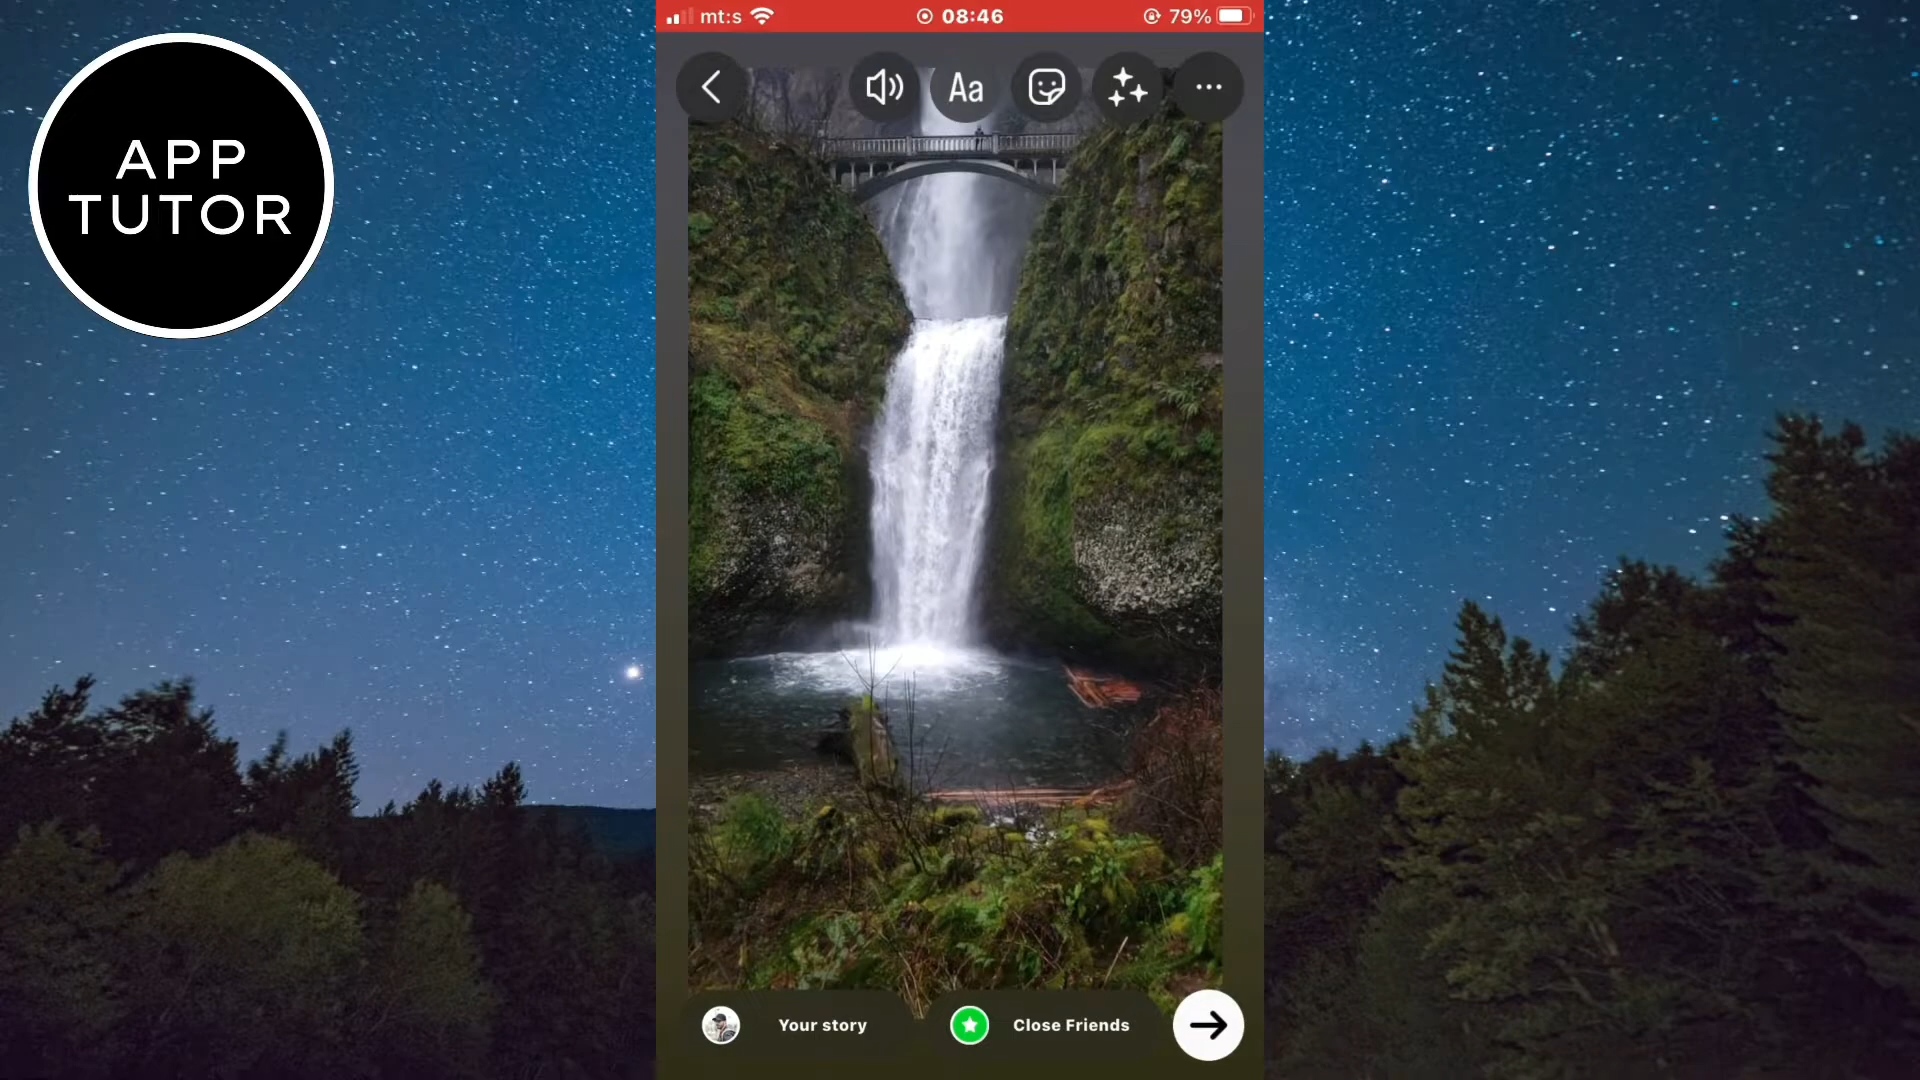 APP
TUTOR
mt:s
08:46
79%
Aa
Your story
Close Friends